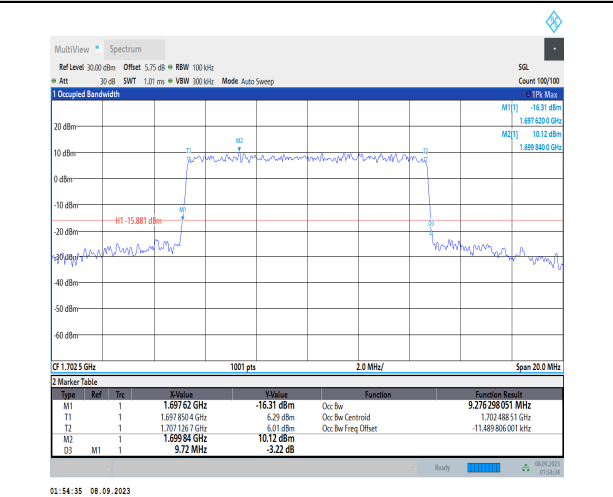 MultiView Spectrum
Ref Level 30.00 dBm Offset 5.75 dB RBW 100 kHz SGL
Att 30 dB SWT 1.01 ms VBW 300 kHz Mode Auto Sweep Count 100/100
1 Occupied Bandwidth 1Pk Max
M1[1] -16.31 dBm
1.697 620 0 GHz
M2[1] 10.12 dBm
1.699 840 0 GHz
20 dBm
M2
10 dBm
T1 T2
0 dBm
-10 dBm
M1
H1 -15.881 dBm
D3
-20 dBm
-30 dBm
-40 dBm
-50 dBm
-60 dBm
CF 1.702 5 GHz 1001 pts 2.0 MHz/ Span 20.0 MHz
2 Marker Table
Type Ref Trc X-Value Y-Value Function Function Result
M1 1 1.697 62 GHz -16.31 dBm Occ Bw 9.276 298 051 MHz
T1 1 1.697 850 4 GHz 6.29 dBm Occ Bw Centroid 1.702 488 51 GHz
T2 1 1.707 126 7 GHz 6.01 dBm Occ Bw Freq Offset -11.489 806 001 kHz
M2 1 1.699 84 GHz 10.12 dBm
D3 M1 1 9.72 MHz -3.22 dB
Ready 08.09.2023
01:54:34
01:54:35 08.09.2023